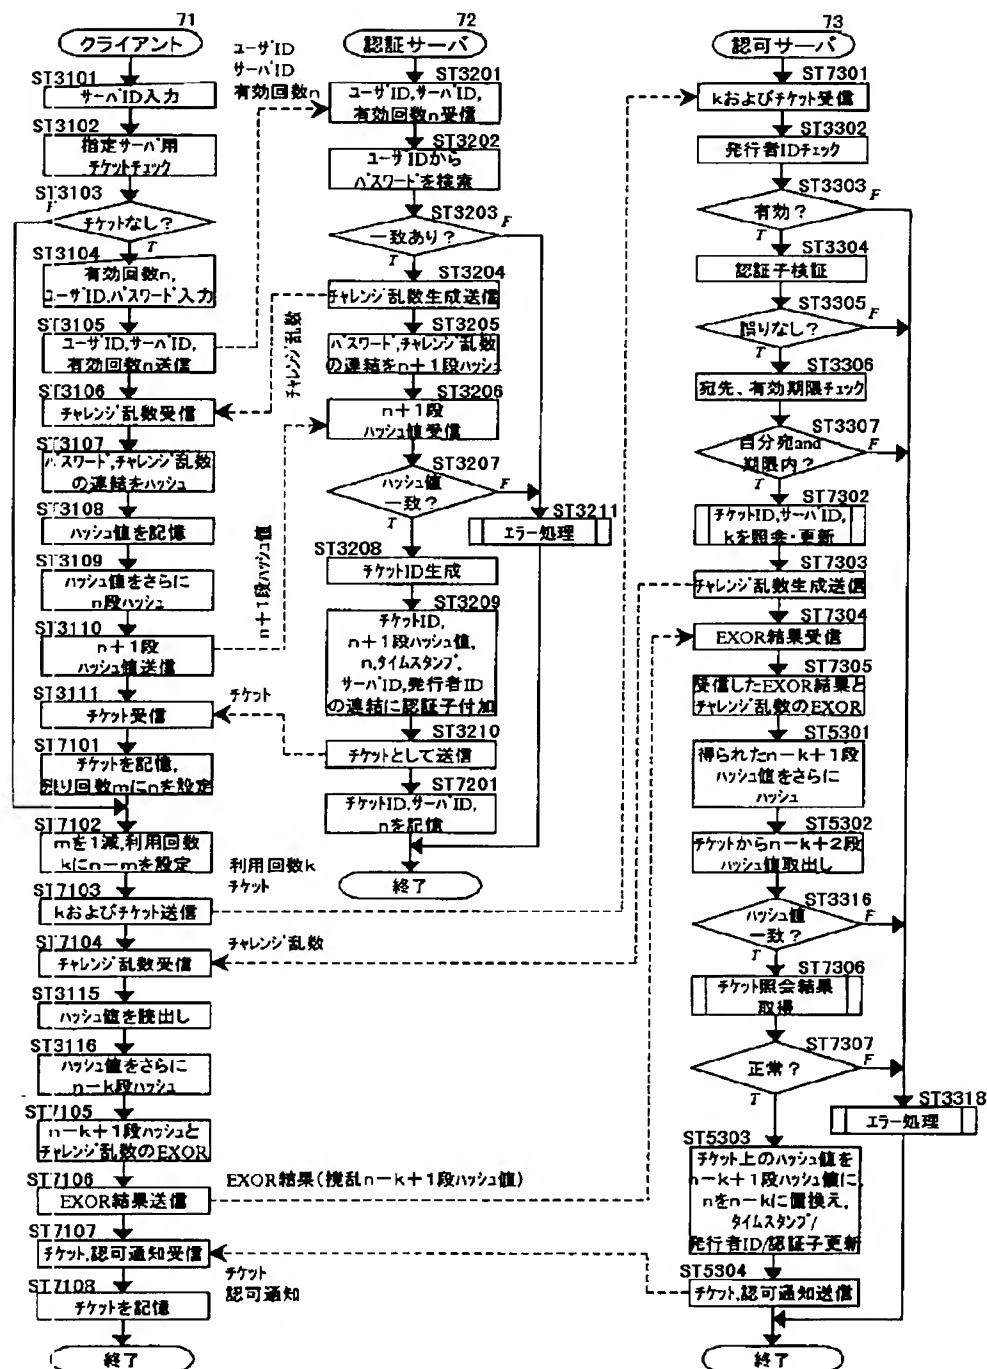 71
クライアント
ST3101
サーバID入力
ST3102
指定サーバ用
チケットチェック
ST3103
F
チケットなし?
T
ST3104
有効回数n,
ユーザID,パスワード入力
ST3105
ユーザID,サーバID,
有効回数n送信
ST3106
チャレンジ乱数受信
ST3107
パスワード,チャレンジ乱数
の連結をハッシュ
ST3108
ハッシュ値を記憶
ST3109
ハッシュ値をさらに
n段ハッシュ
ST3110
n+1段
ハッシュ値送信
ST3111
チケット受信
ST7101
チケットを記憶,
残り回数mにnを設定
ST7102
mを1減,利用回数
kにn-mを設定
ST7103
kおよびチケット送信
ST7104
チャレンジ乱数受信
ST3115
ハッシュ値を読出し
ST3116
ハッシュ値をさらに
n-k段ハッシュ
ST7105
n-k+1段ハッシュと
チャレンジ乱数のEXOR
ST7106
EXOR結果送信
ST7107
チケット,認可通知受信
ST7108
チケットを記憶
終了
ユーザID
サーバID
有効回数n
チャレンジ乱数
n+1段ハッシュ値
チケット
利用回数k
チケット
チャレンジ乱数
EXOR結果(撹乱n-k+1段ハッシュ値)
チケット
認可通知
72
認証サーバ
ST3201
ユーザID,サーバID,
有効回数n受信
ST3202
ユーザIDから
パスワードを検索
ST3203
一致あり?
F
T
ST3204
チャレンジ乱数生成送信
ST3205
パスワード,チャレンジ乱数
の連結をn+1段ハッシュ
ST3206
n+1段
ハッシュ値受信
ST3207
ハッシュ値
一致?
F
T
ST3211
エラー処理
ST3208
チケットID生成
ST3209
チケットID,
n+1段ハッシュ値,
n,タイムスタンプ,
サーバID,発行者ID
の連結に認証子付加
ST3210
チケットとして送信
ST7201
チケットID,サーバID,
nを記憶
終了
73
認可サーバ
ST7301
kおよびチケット受信
ST3302
発行者IDチェック
ST3303
有効?
F
T
ST3304
認証子検証
ST3305
誤りなし?
F
T
ST3306
宛先、有効期限チェック
ST3307
自分宛and
期限内?
F
T
ST7302
チケットID,サーバID,
kを照会・更新
ST7303
チャレンジ乱数生成送信
ST7304
EXOR結果受信
ST7305
受信したEXOR結果と
チャレンジ乱数のEXOR
ST5301
得られたn-k+1段
ハッシュ値をさらに
ハッシュ
ST5302
チケットからn-k+2段
ハッシュ値取出し
ST3316
ハッシュ値
一致?
F
T
ST7306
チケット照会結果
取得
ST7307
正常?
F
T
ST3318
エラー処理
ST5303
チケット上のハッシュ値を
n-k+1段ハッシュ値に,
nをn-kに置換え,
タイムスタンプ/
発行者ID/認証子更新
ST5304
チケット,認可通知送信
終了